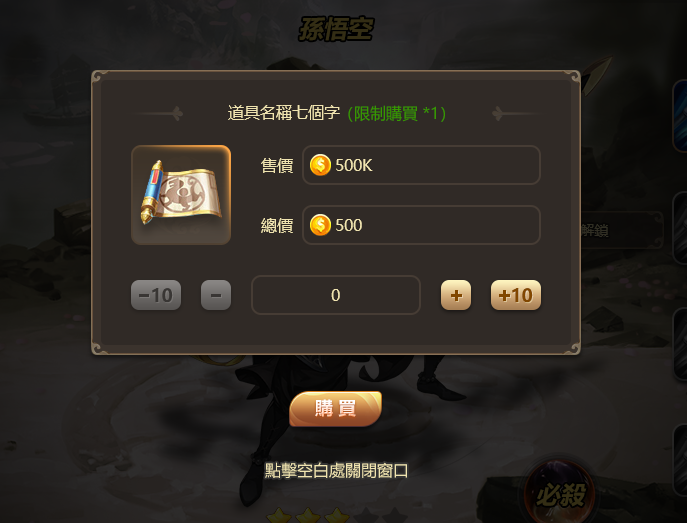 孫悟空
道具名稱七個字（限制購買 *1）
售價 500K
總價 500
解鎖
-10 - 0 + +10
購買
點擊空白處關閉窗口
必殺